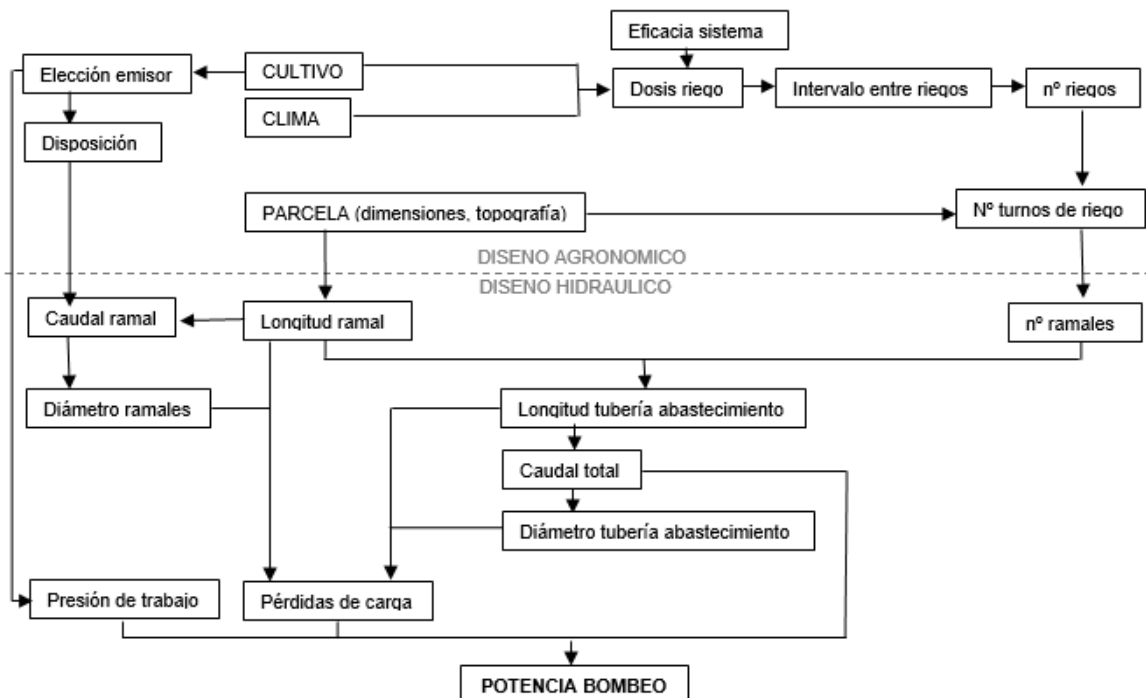 Eficacia sistema
Elección emisor
CULTIVO
Dosis riego
Intervalo entre riegos
nº riegos
CLIMA
Disposición
PARCELA (dimensiones, topografía)
Nº turnos de riego
DISENO AGRONOMICO
DISENO HIDRAULICO
Caudal ramal
Longitud ramal
nº ramales
Diámetro ramales
Longitud tubería abastecimiento
Caudal total
Diámetro tubería abastecimiento
Presión de trabajo
Pérdidas de carga
POTENCIA BOMBEO